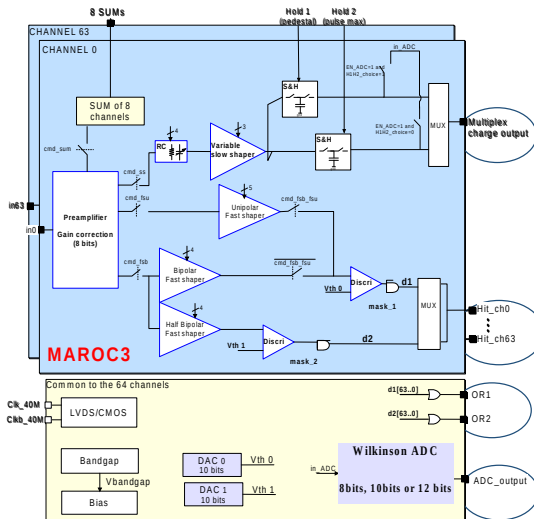 8 SUMs
Hold 1
(pedestal)
Hold 2
(pulse max)
CHANNEL 63
CHANNEL 0
in_ADC
EN_ADC=1 and
H1H2_choice=1
S&H
SUM of 8
channels
cmd_sum
4
RC
3
Variable
slow shaper
S&H
EN_ADC=1 and
H1H2_choice=0
MUX
Multiplex
charge output
cmd_ss
in63
in0
Preamplifier
Gain correction
(8 bits)
cmd_fsu
5
Unipolar
Fast shaper
cmd_fsb_fsu
cmd_fsb
4
Bipolar
Fast shaper
cmd_fsb_fsu
Vth 0
Discri
d1
mask_1
MUX
4
Half Bipolar
Fast shaper
Vth 1
Discri
d2
mask_2
Hit_ch0
Hit_ch63
MAROC3
Common to the 64 channels
Clk_40M
Clkb_40M
LVDS/CMOS
d1[63..0]
OR1
d2[63..0]
OR2
Bandgap
Vbandgap
Bias
DAC 0
10 bits
Vth 0
DAC 1
10 bits
Vth 1
in_ADC
Wilkinson ADC
8bits, 10bits or 12 bits
ADC_output